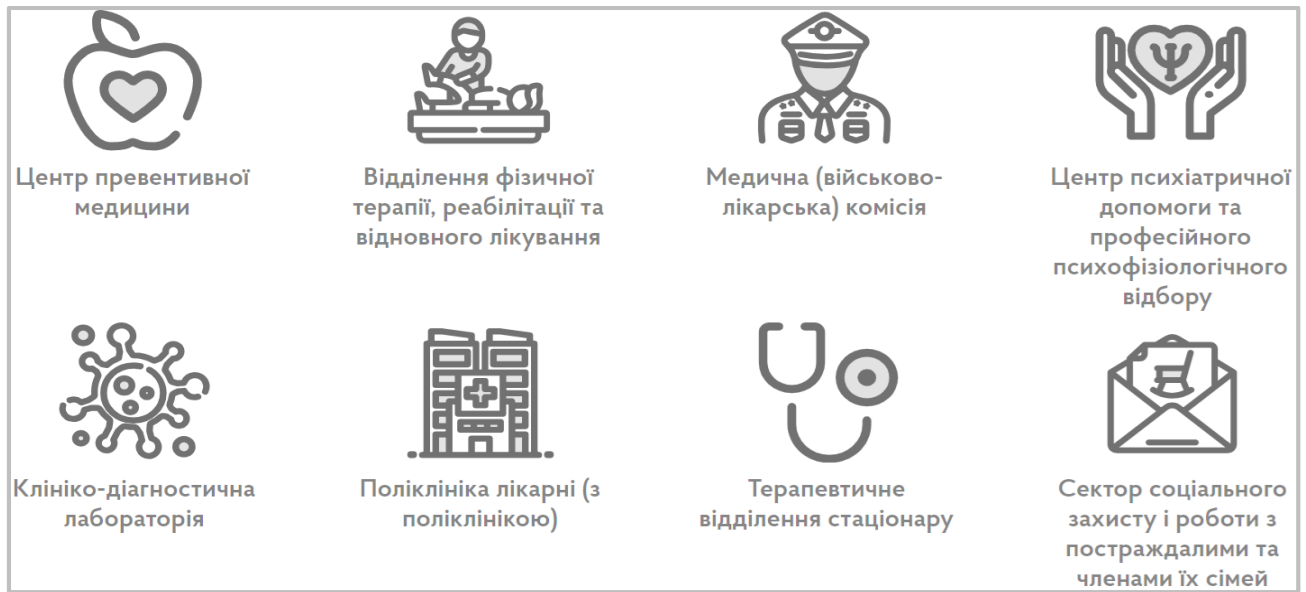 Центр превентивної
медицини
Відділення фізичної
терапії, реабілітації та
відновного лікування
Медична (військово-
лікарська) комісія
Центр психіатричної
допомоги та
професійного
психофізіологічного
відбору
Клініко-діагностична
лабораторія
Поліклініка лікарні (з
поліклінікою)
Терапевтичне
відділення стаціонару
Сектор соціального
захисту і роботи з
постраждалими та
членами їх сімей